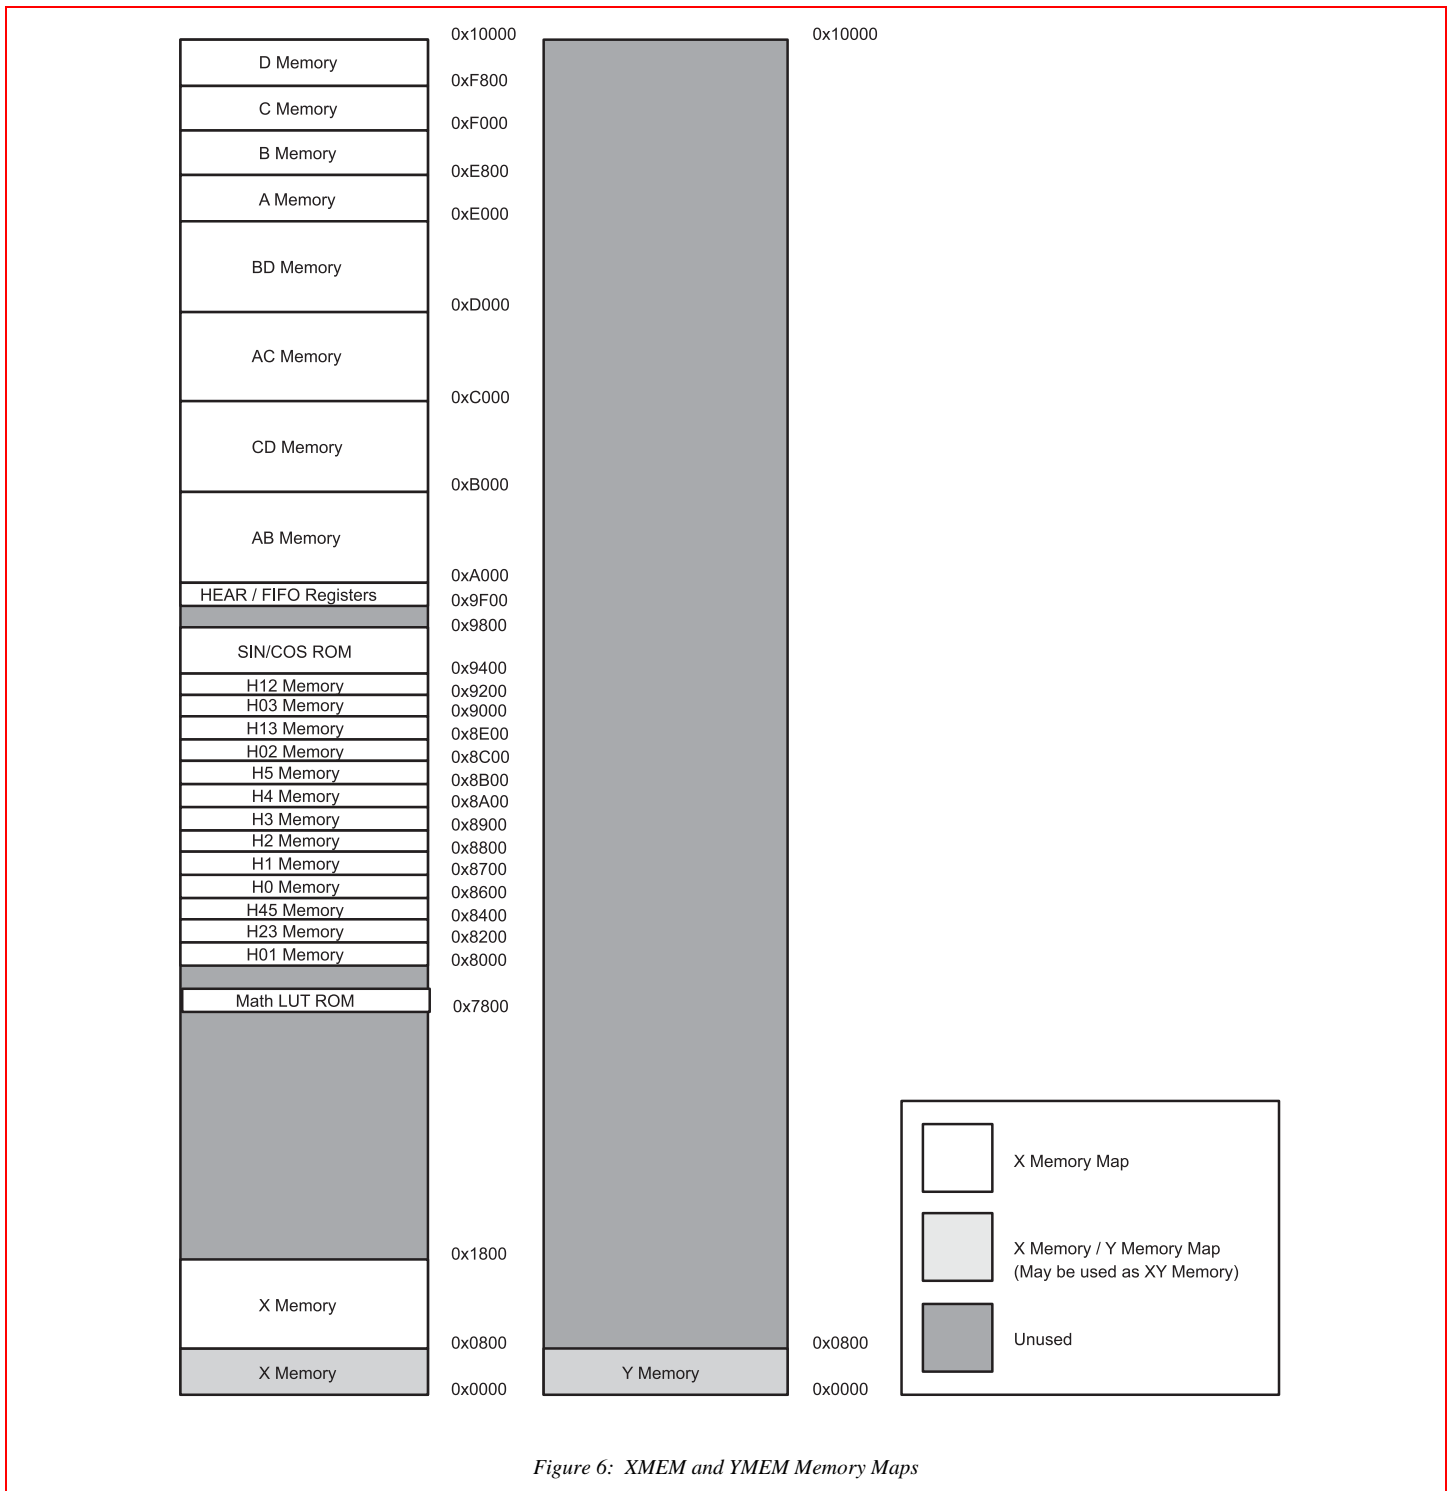 0x10000
D Memory
0xF800
C Memory
0xF000
B Memory
0xE800
A Memory
0xE000
BD Memory
0xD000
AC Memory
0xC000
CD Memory
0xB000
AB Memory
0xA000
HEAR / FIFO Registers
0x9F00
0x9800
SIN/COS ROM
0x9400
H12 Memory
0x9200
H03 Memory
0x9000
H13 Memory
0x8E00
H02 Memory
0x8C00
H5 Memory
0x8B00
H4 Memory
0x8A00
H3 Memory
0x8900
H2 Memory
0x8800
H1 Memory
0x8700
H0 Memory
0x8600
H45 Memory
0x8400
H23 Memory
0x8200
H01 Memory
0x8000
Math LUT ROM
0x7800
0x1800
X Memory
0x0800
X Memory
0x0000
0x10000
0x0800
Y Memory
0x0000
X Memory Map
X Memory / Y Memory Map
(May be used as XY Memory)
Unused
Figure 6: XMEM and YMEM Memory Maps